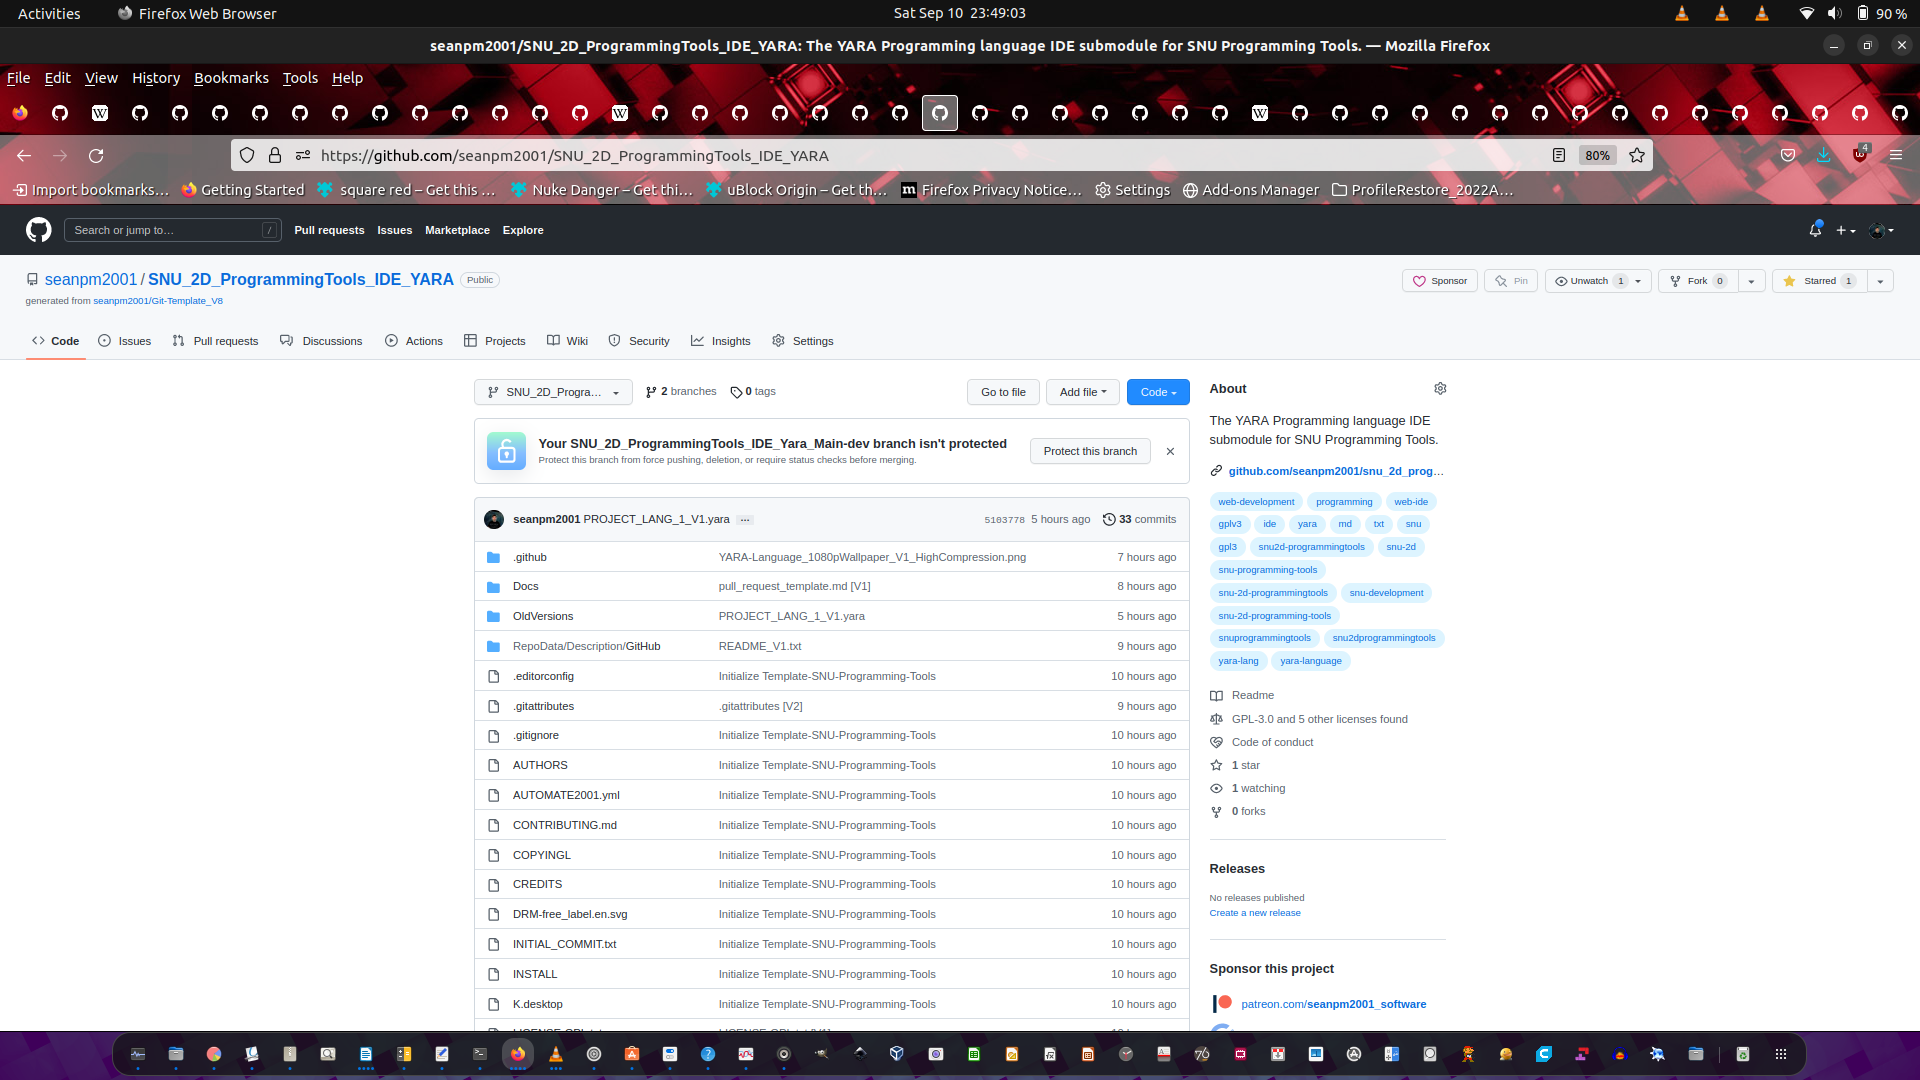 Activities Firefox Web Browser Sat Sep 10 23:49:03 90 %
seanpm2001/SNU_2D_ProgrammingTools_IDE_YARA: The YARA Programming language IDE submodule for SNU Programming Tools. — Mozilla Firefox
File Edit View History Bookmarks Tools Help
https://github.com/seanpm2001/SNU_2D_ProgrammingTools_IDE_YARA 80% 4
Import bookmarks… Getting Started square red – Get this … Nuke Danger – Get thi… uBlock Origin – Get th… Firefox Privacy Notice… Settings Add-ons Manager ProfileRestore_2022A…
Search or jump to… / Pull requests Issues Marketplace Explore
seanpm2001 / SNU_2D_ProgrammingTools_IDE_YARA Public Sponsor Pin Unwatch 1 Fork 0 Starred 1
generated from seanpm2001/Git-Template_V8
Code Issues Pull requests Discussions Actions Projects Wiki Security Insights Settings
SNU_2D_Progra… 2 branches 0 tags Go to file Add file Code
Your SNU_2D_ProgrammingTools_IDE_Yara_Main-dev branch isn't protected
Protect this branch from force pushing, deletion, or require status checks before merging.
Protect this branch
seanpm2001 PROJECT_LANG_1_V1.yara … 5103778 5 hours ago 33 commits
.github YARA-Language_1080pWallpaper_V1_HighCompression.png 7 hours ago
Docs pull_request_template.md [V1] 8 hours ago
OldVersions PROJECT_LANG_1_V1.yara 5 hours ago
RepoData/Description/GitHub README_V1.txt 9 hours ago
.editorconfig Initialize Template-SNU-Programming-Tools 10 hours ago
.gitattributes .gitattributes [V2] 9 hours ago
.gitignore Initialize Template-SNU-Programming-Tools 10 hours ago
AUTHORS Initialize Template-SNU-Programming-Tools 10 hours ago
AUTOMATE2001.yml Initialize Template-SNU-Programming-Tools 10 hours ago
CONTRIBUTING.md Initialize Template-SNU-Programming-Tools 10 hours ago
COPYINGL Initialize Template-SNU-Programming-Tools 10 hours ago
CREDITS Initialize Template-SNU-Programming-Tools 10 hours ago
DRM-free_label.en.svg Initialize Template-SNU-Programming-Tools 10 hours ago
INITIAL_COMMIT.txt Initialize Template-SNU-Programming-Tools 10 hours ago
INSTALL Initialize Template-SNU-Programming-Tools 10 hours ago
K.desktop Initialize Template-SNU-Programming-Tools 10 hours ago
About
The YARA Programming language IDE
submodule for SNU Programming Tools.
github.com/seanpm2001/snu_2d_prog…
web-development programming web-ide
gplv3 ide yara md txt snu
gpl3 snu2d-programmingtools snu-2d
snu-programming-tools
snu-2d-programmingtools snu-development
snu-2d-programming-tools
snuprogrammingtools snu2dprogrammingtools
yara-lang yara-language
Readme
GPL-3.0 and 5 other licenses found
Code of conduct
1 star
1 watching
0 forks
Releases
No releases published
Create a new release
Sponsor this project
patreon.com/seanpm2001_software